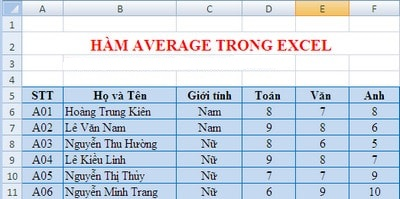 A B C D E F
1
2 HÀM AVERAGE TRONG EXCEL
3
4
5 STT Họ và Tên Giới tính Toán Văn Anh
6 A01 Hoàng Trung Kiên Nam 8 7 8
7 A02 Lê Văn Nam Nam 9 8 6
8 A03 Nguyễn Thu Hường Nữ 8 6 5
9 A04 Lê Kiều Linh Nữ 9 8 7
10 A05 Nguyễn Thị Thủy Nữ 7 7 9
11 A06 Nguyễn Minh Trang Nữ 6 9 10